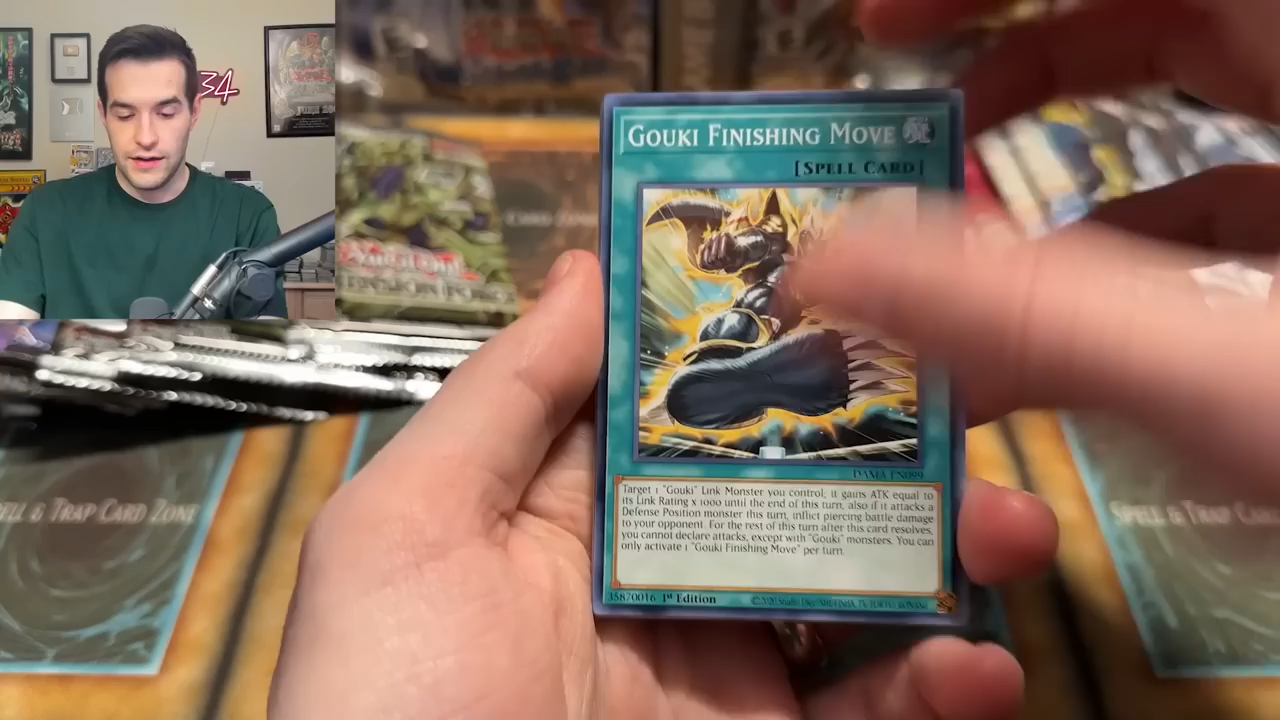 34
GOUKI FINISHING MOVE
[SPELL CARD]
DAMA-EN099
Target 1 "Gouki" Link Monster you control; it gains ATK equal to
its Link Rating x 1000 until the end of this turn, also if it attacks a
Defense Position monster this turn, inflict piercing battle damage
to your opponent. For the rest of this turn after this card resolves,
you cannot declare attacks, except with "Gouki" monsters. You can
only activate 1 "Gouki Finishing Move" per turn.
35870016 1st Edition
SPELL & TRAP CARD ZONE
SPELL & TRAP CARD
CARD ZONE